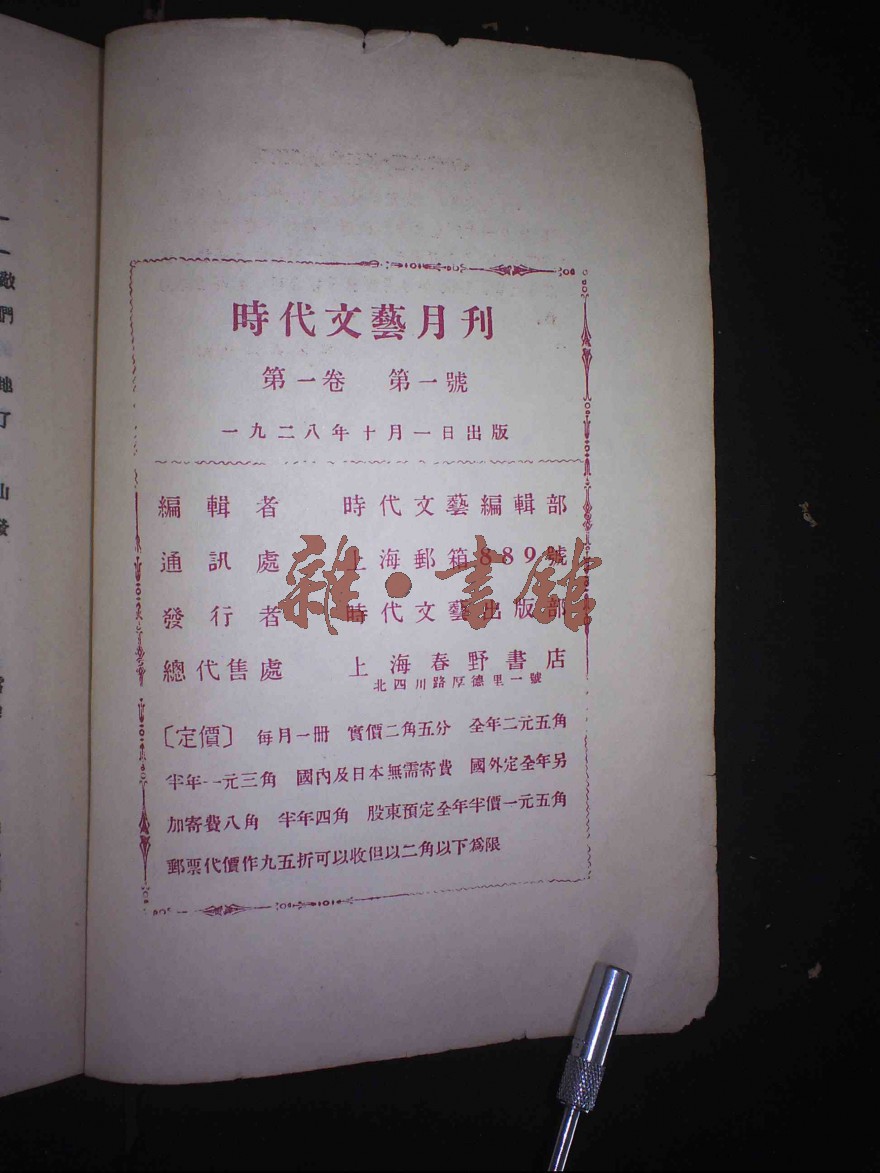 時代文藝月刊
第一卷 第一號
一九二八年十月一日出版
編輯者 時代文藝編輯部
通訊處 上海郵箱889號
發行者 時代文藝出版部
總代售處 上海春野書店
北四川路厚德里一號
〔定價〕 每月一册 實價二角五分 全年二元五角
半年一元三角 國內及日本無需寄費 國外定全年另
加寄費八角 半年四角 股東預定全年半價一元五角
郵票代價作九五折可以收但以二角以下爲限
雜·書館
敵
們
地
了
山